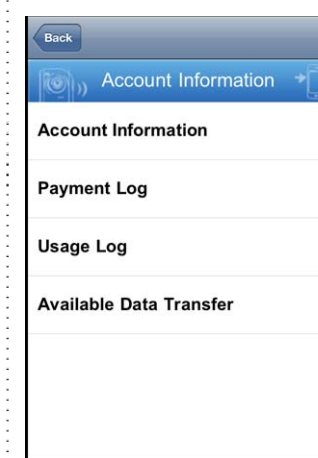 Back
Account Information
Account Information
Payment Log
Usage Log
Available Data Transfer